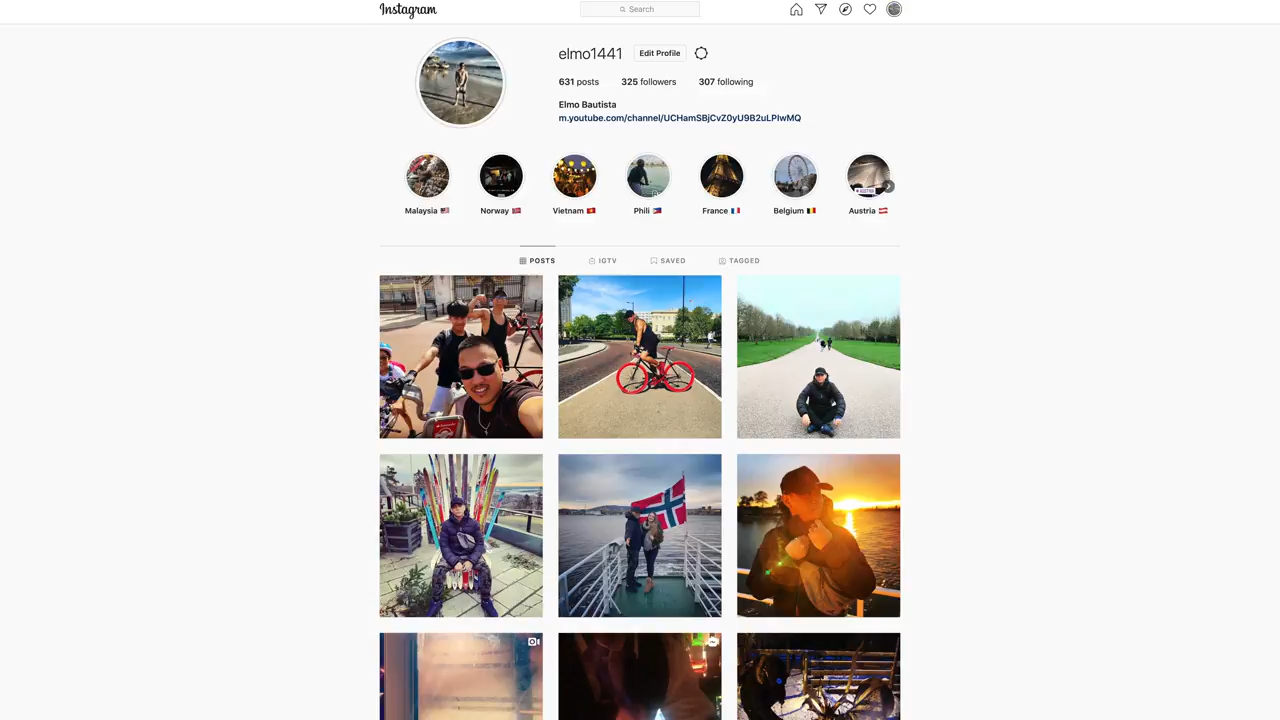 Instagram
Search
elmo1441 Edit Profile
631 posts 325 followers 307 following
Elmo Bautista
m.youtube.com/channel/UCHamSBjCvZ0yU9B2uLPIwMQ
Malaysia 🇲🇾 Norway 🇳🇴 Vietnam 🇻🇳 Phili 🇵🇭 France 🇫🇷 Belgium 🇧🇪 Austria 🇦🇹
POSTS IGTV SAVED TAGGED